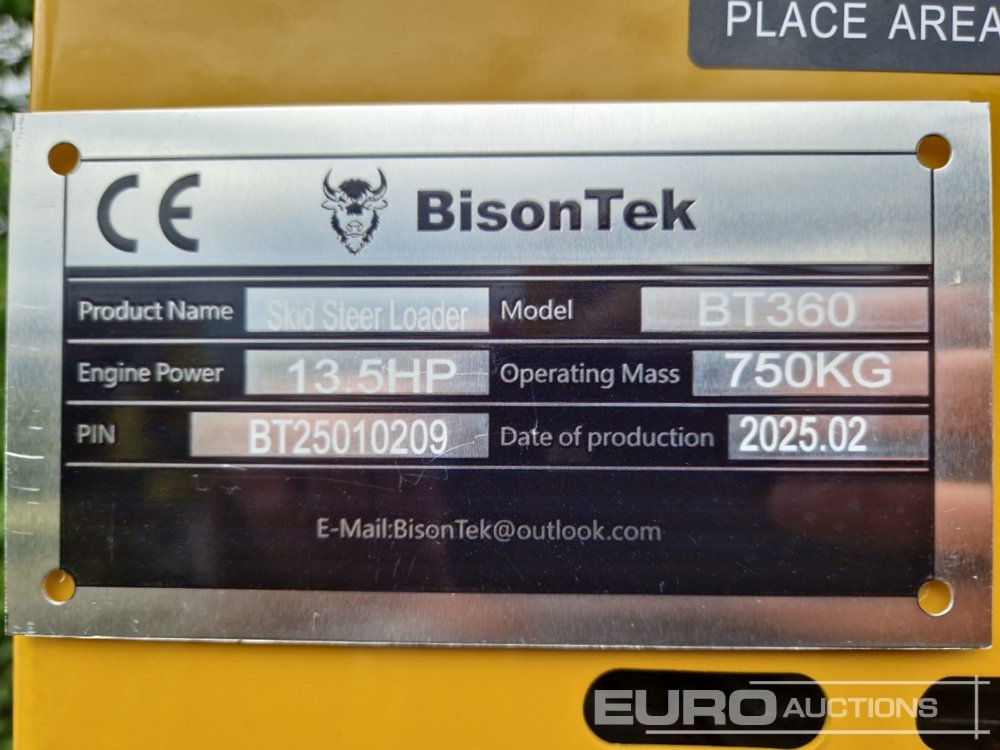 PLACE AREA
CE BisonTek
Product Name Skid Steer Loader Model BT360
Engine Power 13.5HP Operating Mass 750KG
PIN BT25010209 Date of production 2025.02
E-Mail:BisonTek@outlook.com
EURO AUCTIONS